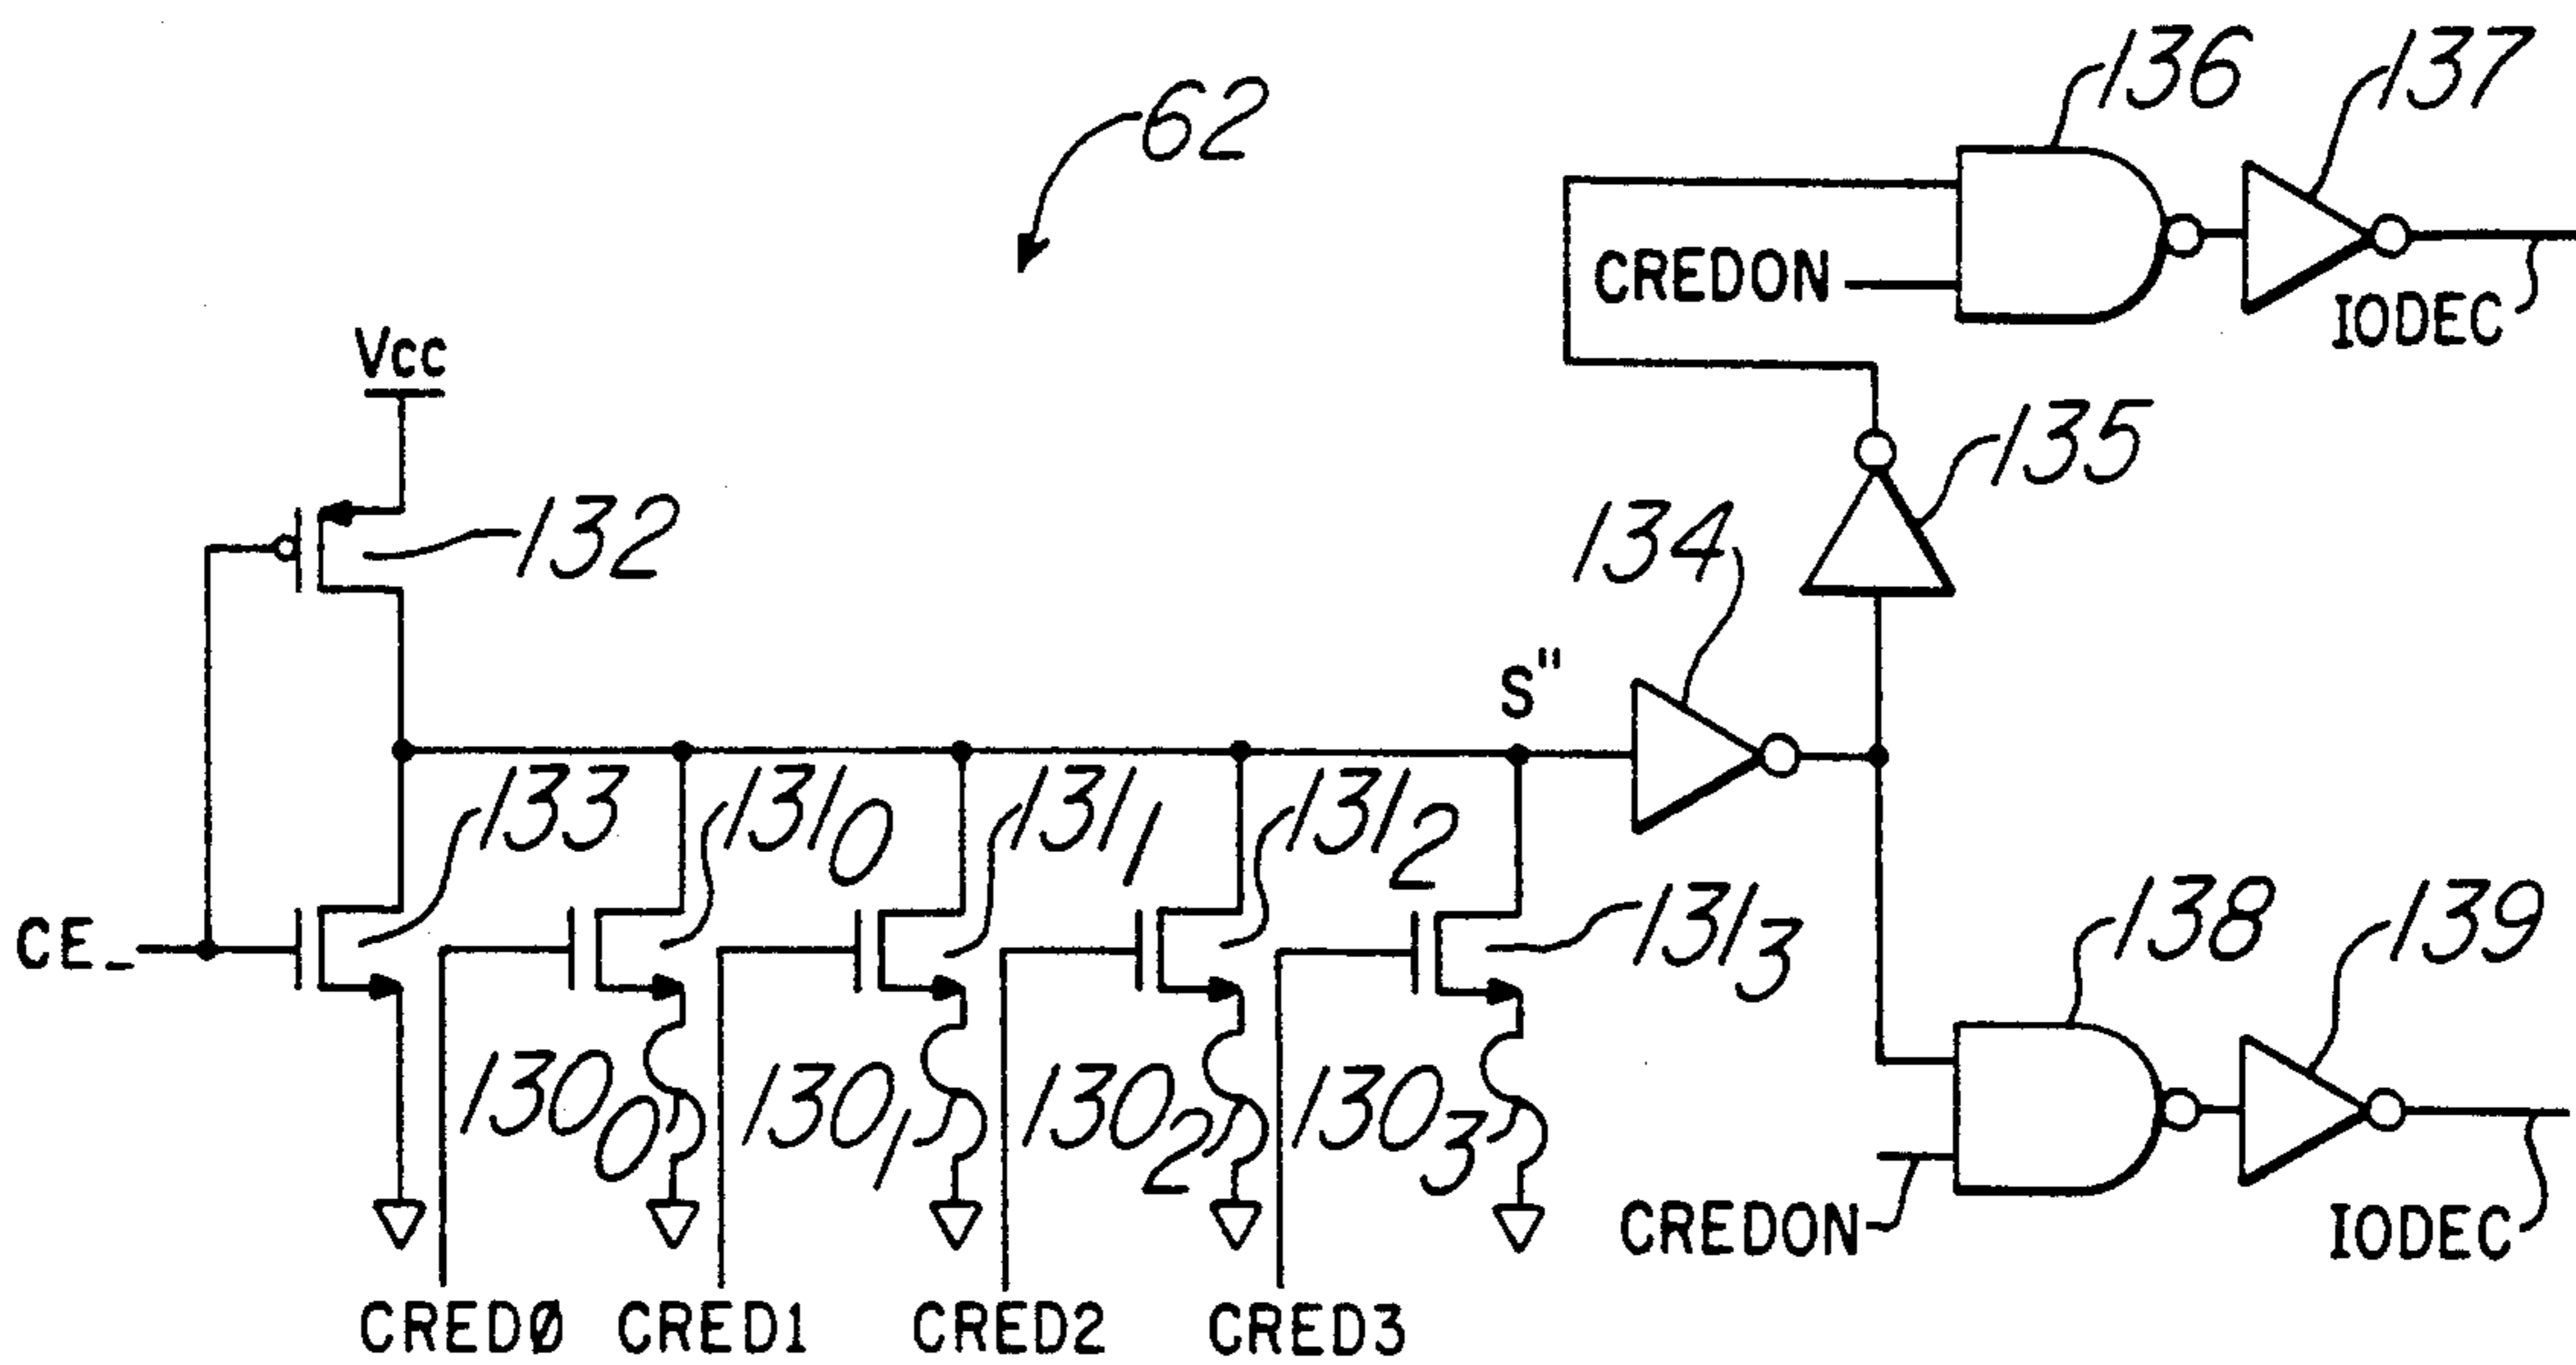 136
137
62
CREDON
IODEC
Vcc
135
132
134
S"
133
131₀
131₁
131₂
131₃
CE_
138
139
130₀
130₁
130₂
130₃
CREDON
IODEC
CREDØ
CRED1
CRED2
CRED3